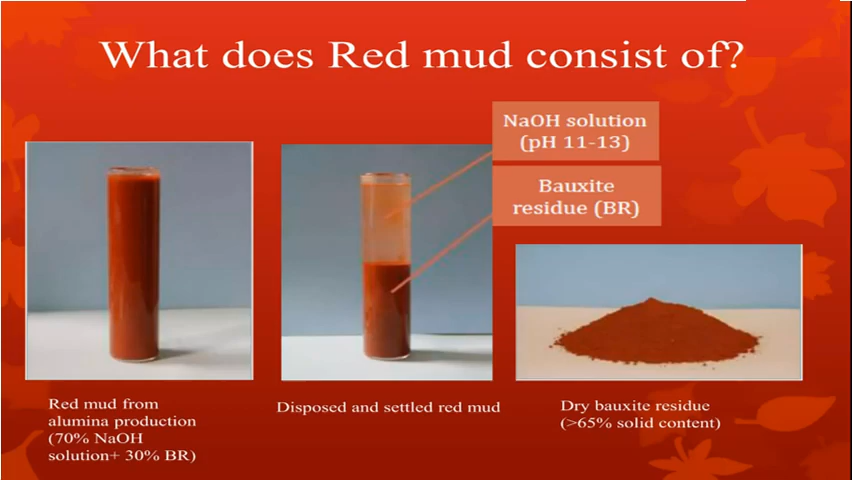 What does Red mud consist of?
NaOH solution
(pH 11-13)
Bauxite
residue (BR)
Red mud from
alumina production
(70% NaOH
solution+ 30% BR)
Disposed and settled red mud
Dry bauxite residue
(>65% solid content)